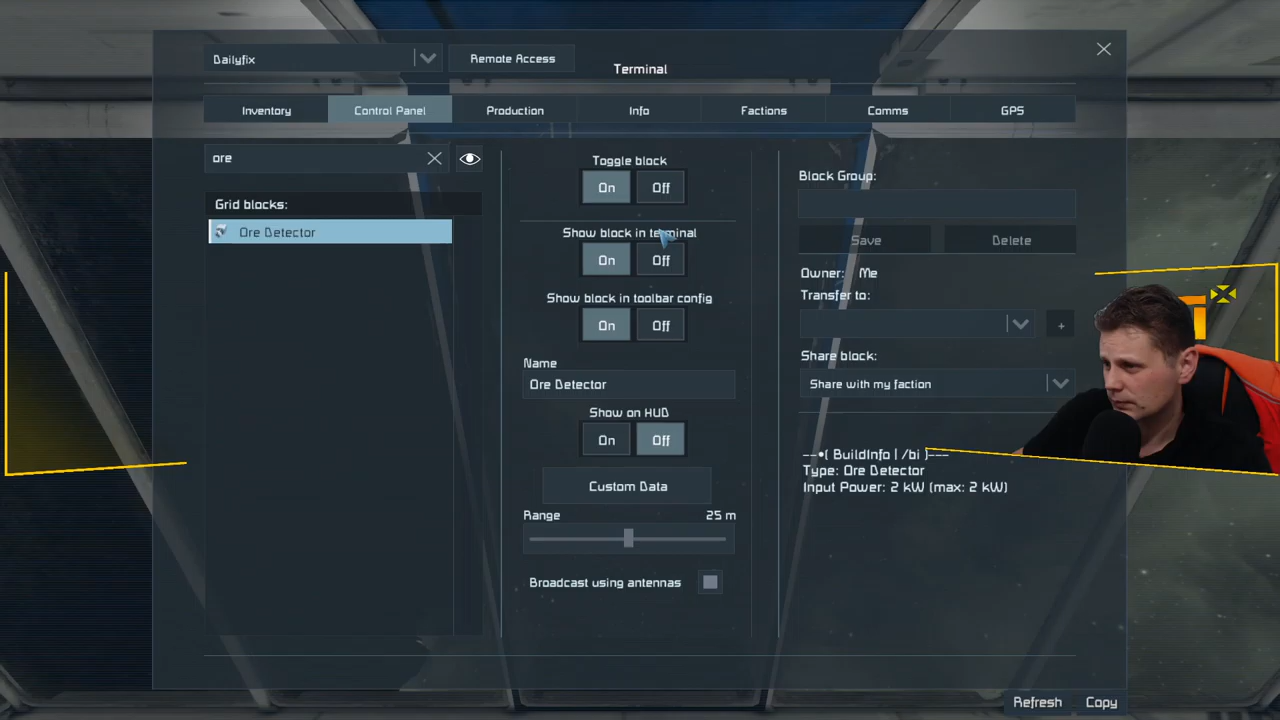 Dailyfix
Remote Access
Terminal
Inventory
Control Panel
Production
Info
Factions
Comms
GPS
ore
Grid blocks:
Ore Detector
Toggle block
On Off
Show block in terminal
On Off
Show block in toolbar config
On Off
Name
Ore Detector
Show on HUD
On Off
Custom Data
Range 25 m
Broadcast using antennas
Block Group:
Save Delete
Owner: Me
Transfer to:
+
Share block:
Share with my faction
--•( BuildInfo | /bi )---
Type: Ore Detector
Input Power: 2 kW (max: 2 kW)
Refresh Copy